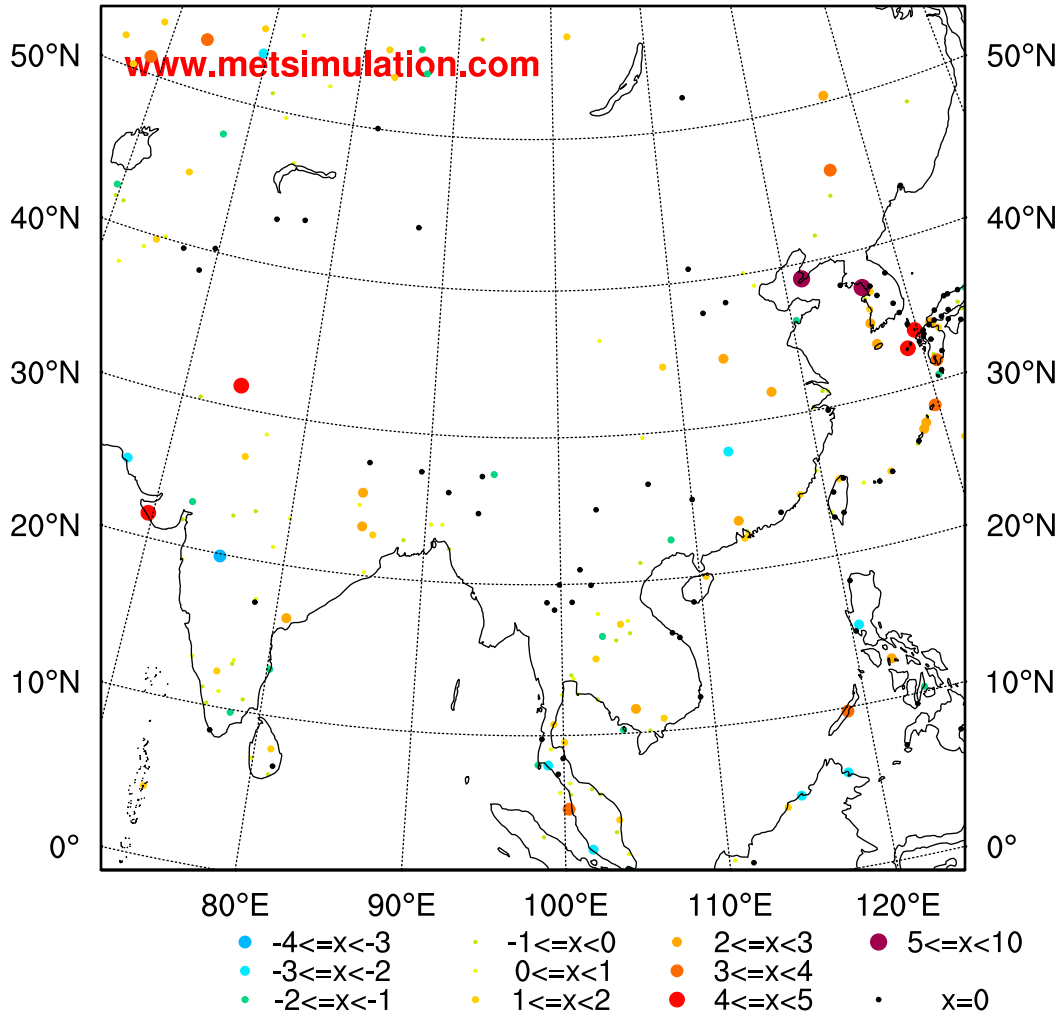 50°N 50°N
www.metsimulation.com
40°N 40°N
30°N 30°N
20°N 20°N
10°N 10°N
0° 0°
80°E 90°E 100°E 110°E 120°E
-4<=x<-3 -1<=x<0 2<=x<3 5<=x<10
-3<=x<-2 0<=x<1 3<=x<4
-2<=x<-1 1<=x<2 4<=x<5 x=0